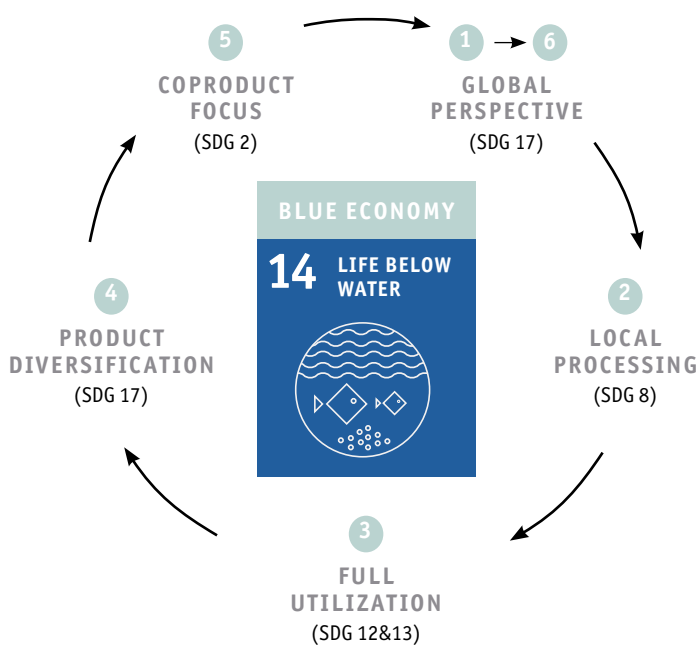 5
COPRODUCT
FOCUS
(SDG 2)
1 6
GLOBAL
PERSPECTIVE
(SDG 17)
BLUE ECONOMY
14 LIFE BELOW
WATER
4
PRODUCT
DIVERSIFICATION
(SDG 17)
2
LOCAL
PROCESSING
(SDG 8)
3
FULL
UTILIZATION
(SDG 12&13)